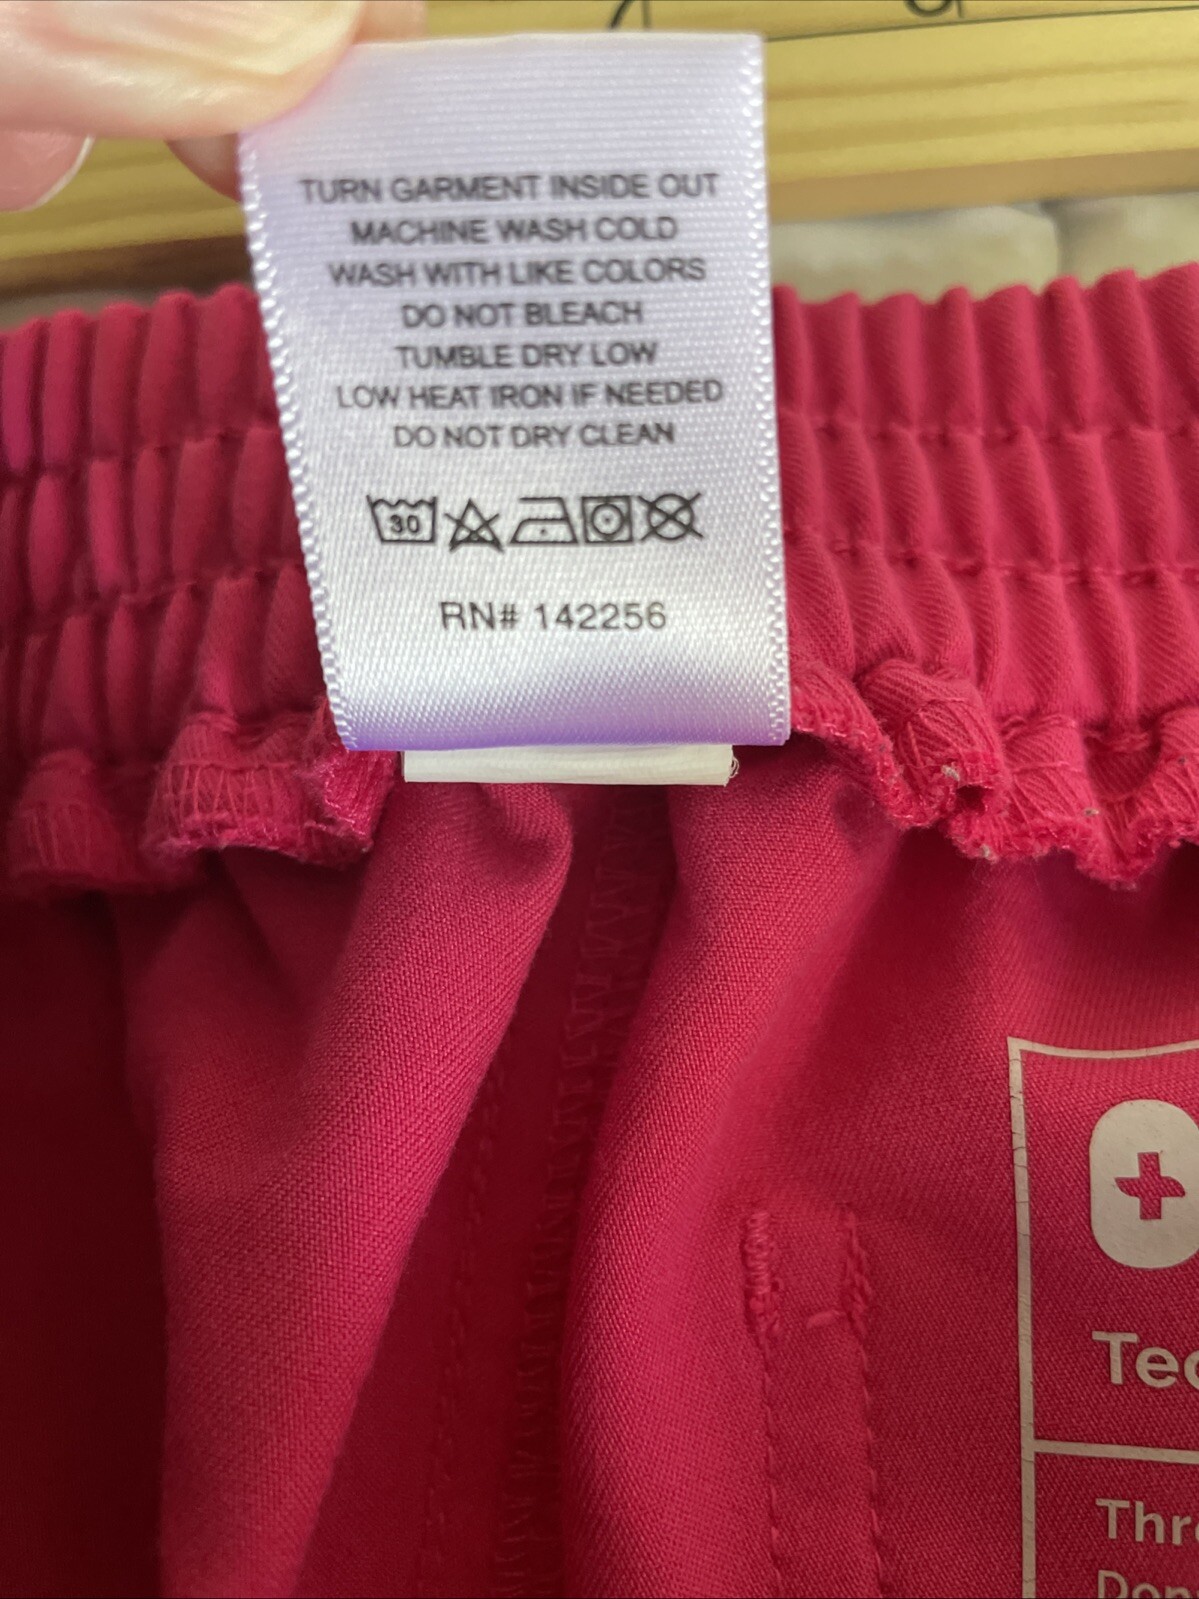 TURN GARMENT INSIDE OUT
MACHINE WASH COLD
WASH WITH LIKE COLORS
DO NOT BLEACH
TUMBLE DRY LOW
LOW HEAT IRON IF NEEDED
DO NOT DRY CLEAN
30
RN# 142256